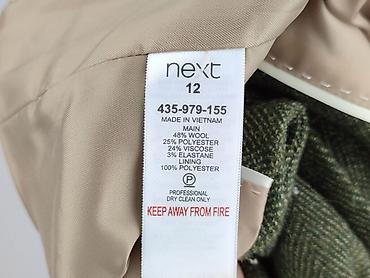 next
12
435-979-155
MADE IN VIETNAM
MAIN
48% WOOL
25% POLYESTER
24% VISCOSE
3% ELASTANE
LINING
100% POLYESTER
P
PROFESSIONAL
DRY CLEAN ONLY
KEEP AWAY FROM FIRE